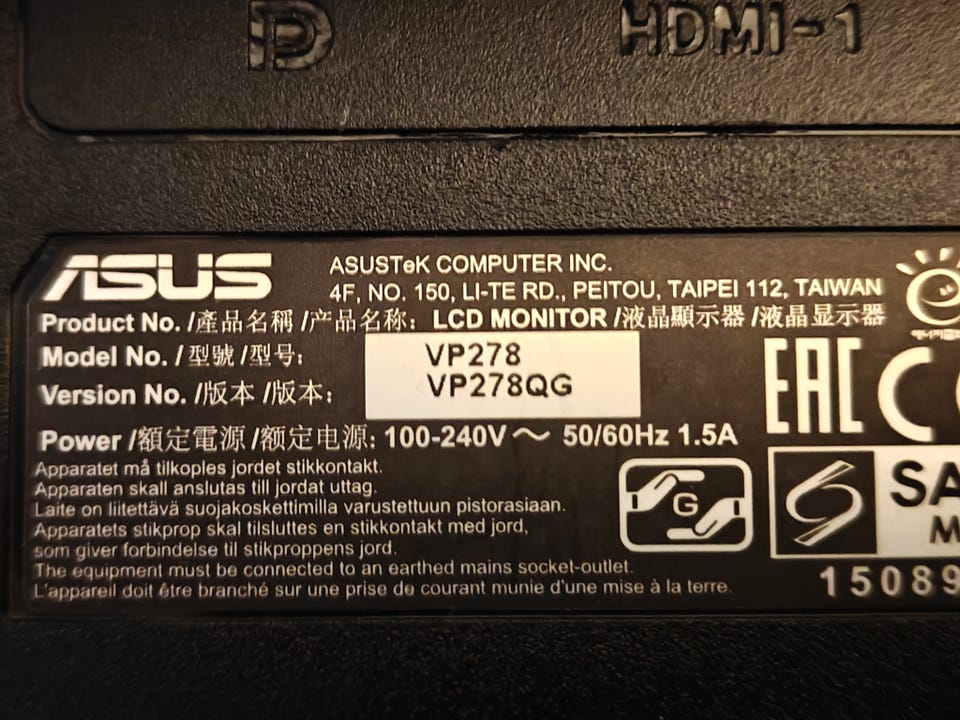 HDMI-1
ASUS
ASUSTeK COMPUTER INC.
4F, NO. 150, LI-TE RD., PEITOU, TAIPEI 112, TAIWAN
Product No. /產品名稱 /产品名称: LCD MONITOR /液晶顯示器 /液晶显示器
Model No. / 型號 /型号: VP278
Version No. /版本 /版本: VP278QG
Power /額定電源 /额定电源: 100-240V ～ 50/60Hz 1.5A
Apparatet må tilkoples jordet stikkontakt.
Apparaten skall anslutas till jordat uttag.
Laite on liitettävä suojakoskettimilla varustettuun pistorasiaan.
Apparatets stikprop skal tilsluttes en stikkontakt med jord,
som giver forbindelse til stikproppens jord.
The equipment must be connected to an earthed mains socket-outlet.
L'appareil doit être branché sur une prise de courant munie d'une mise à la terre.
EAC
G
SA
M
15089